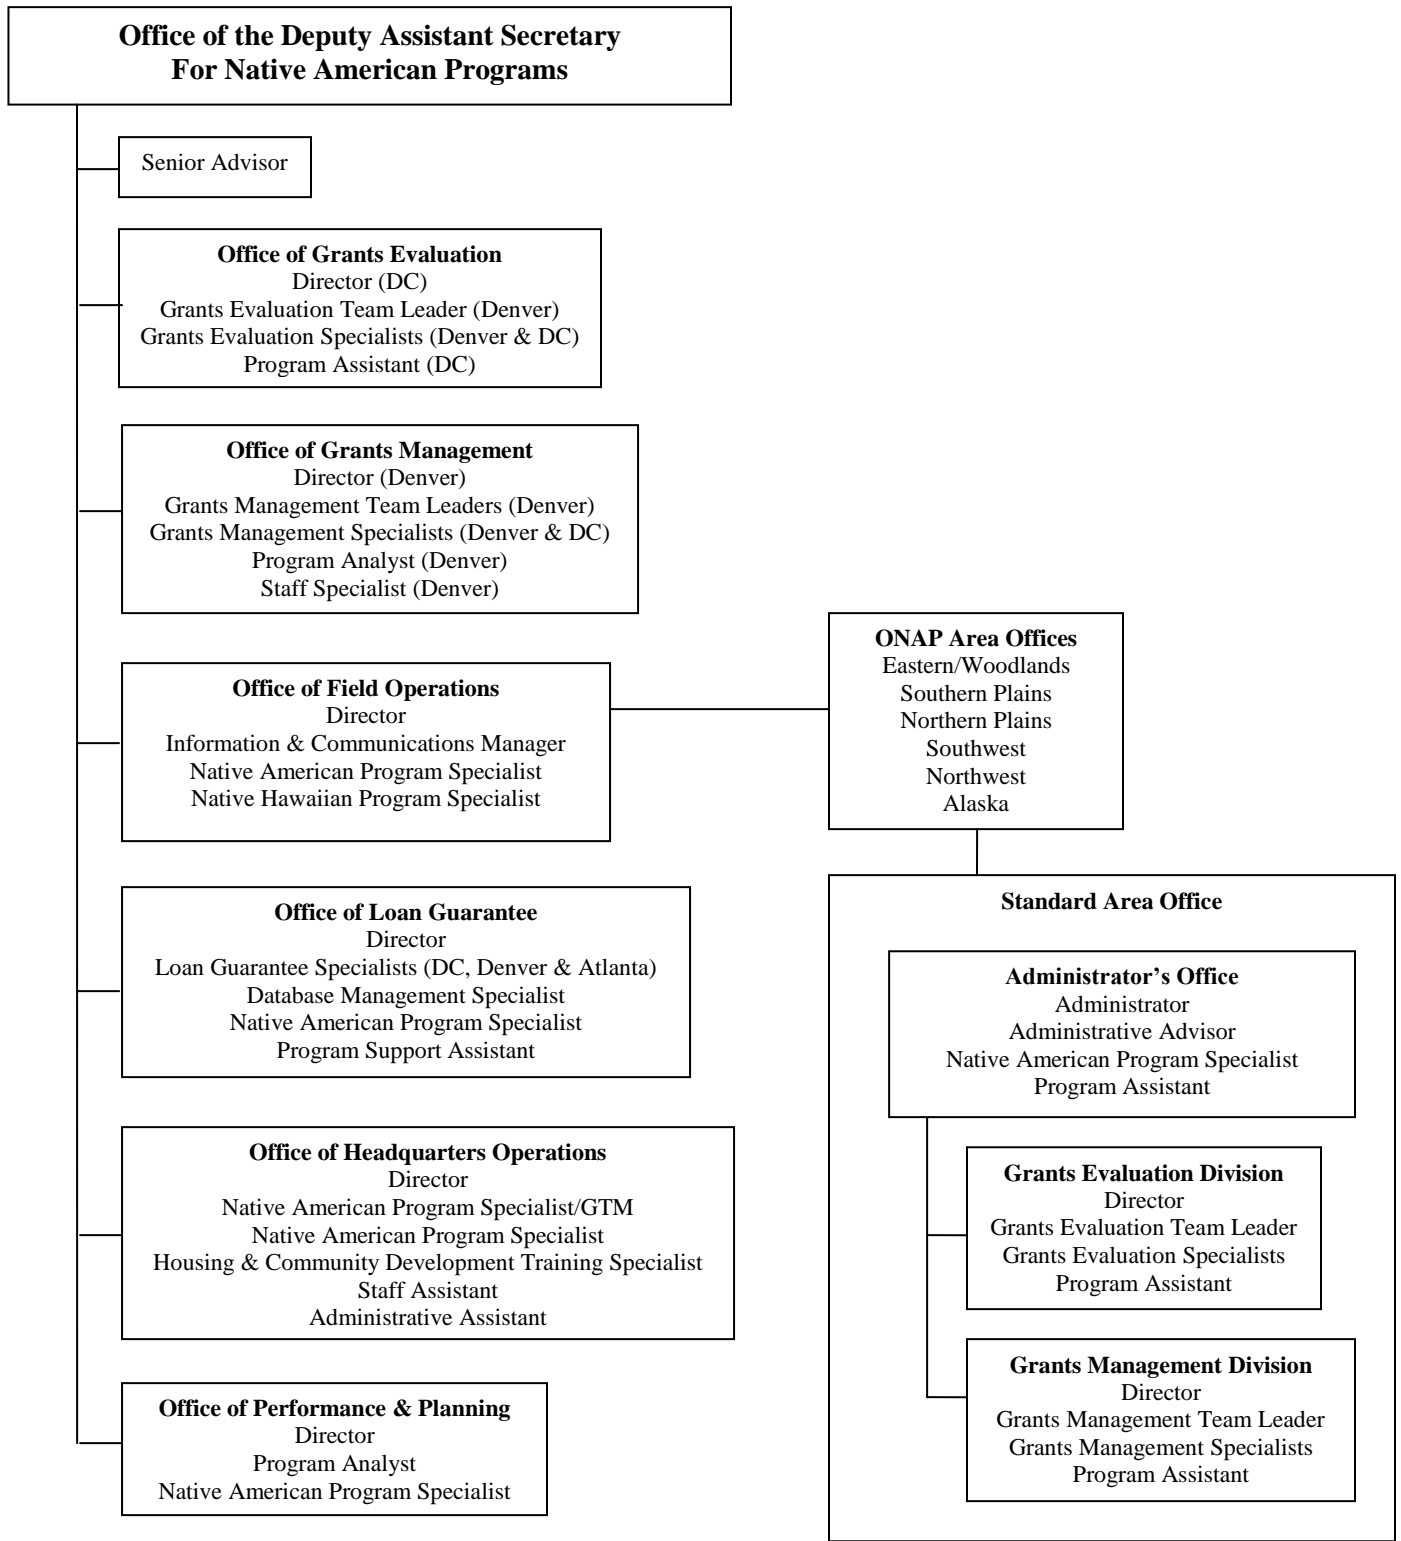 Office of the Deputy Assistant Secretary
For Native American Programs
Senior Advisor
Office of Grants Evaluation
Director (DC)
Grants Evaluation Team Leader (Denver)
Grants Evaluation Specialists (Denver & DC)
Program Assistant (DC)
Office of Grants Management
Director (Denver)
Grants Management Team Leaders (Denver)
Grants Management Specialists (Denver & DC)
Program Analyst (Denver)
Staff Specialist (Denver)
Office of Field Operations
Director
Information & Communications Manager
Native American Program Specialist
Native Hawaiian Program Specialist
ONAP Area Offices
Eastern/Woodlands
Southern Plains
Northern Plains
Southwest
Northwest
Alaska
Office of Loan Guarantee
Director
Loan Guarantee Specialists (DC, Denver & Atlanta)
Database Management Specialist
Native American Program Specialist
Program Support Assistant
Office of Headquarters Operations
Director
Native American Program Specialist/GTM
Native American Program Specialist
Housing & Community Development Training Specialist
Staff Assistant
Administrative Assistant
Office of Performance & Planning
Director
Program Analyst
Native American Program Specialist
Standard Area Office
Administrator’s Office
Administrator
Administrative Advisor
Native American Program Specialist
Program Assistant
Grants Evaluation Division
Director
Grants Evaluation Team Leader
Grants Evaluation Specialists
Program Assistant
Grants Management Division
Director
Grants Management Team Leader
Grants Management Specialists
Program Assistant